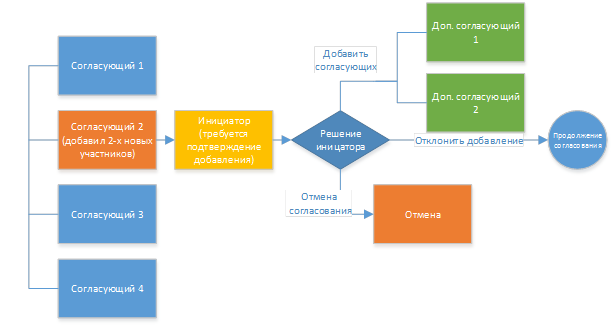 Согласующий 1
Согласующий 2
(добавил 2-х новых
участников)
Согласующий 3
Согласующий 4
Инициатор
(требуется
подтверждение
добавления)
Решение
инициатора
Добавить
согласующих
Доп. согласующий
1
Доп. согласующий
2
Отклонить добавление
Продолжение
согласования
Отмена
согласования
Отмена